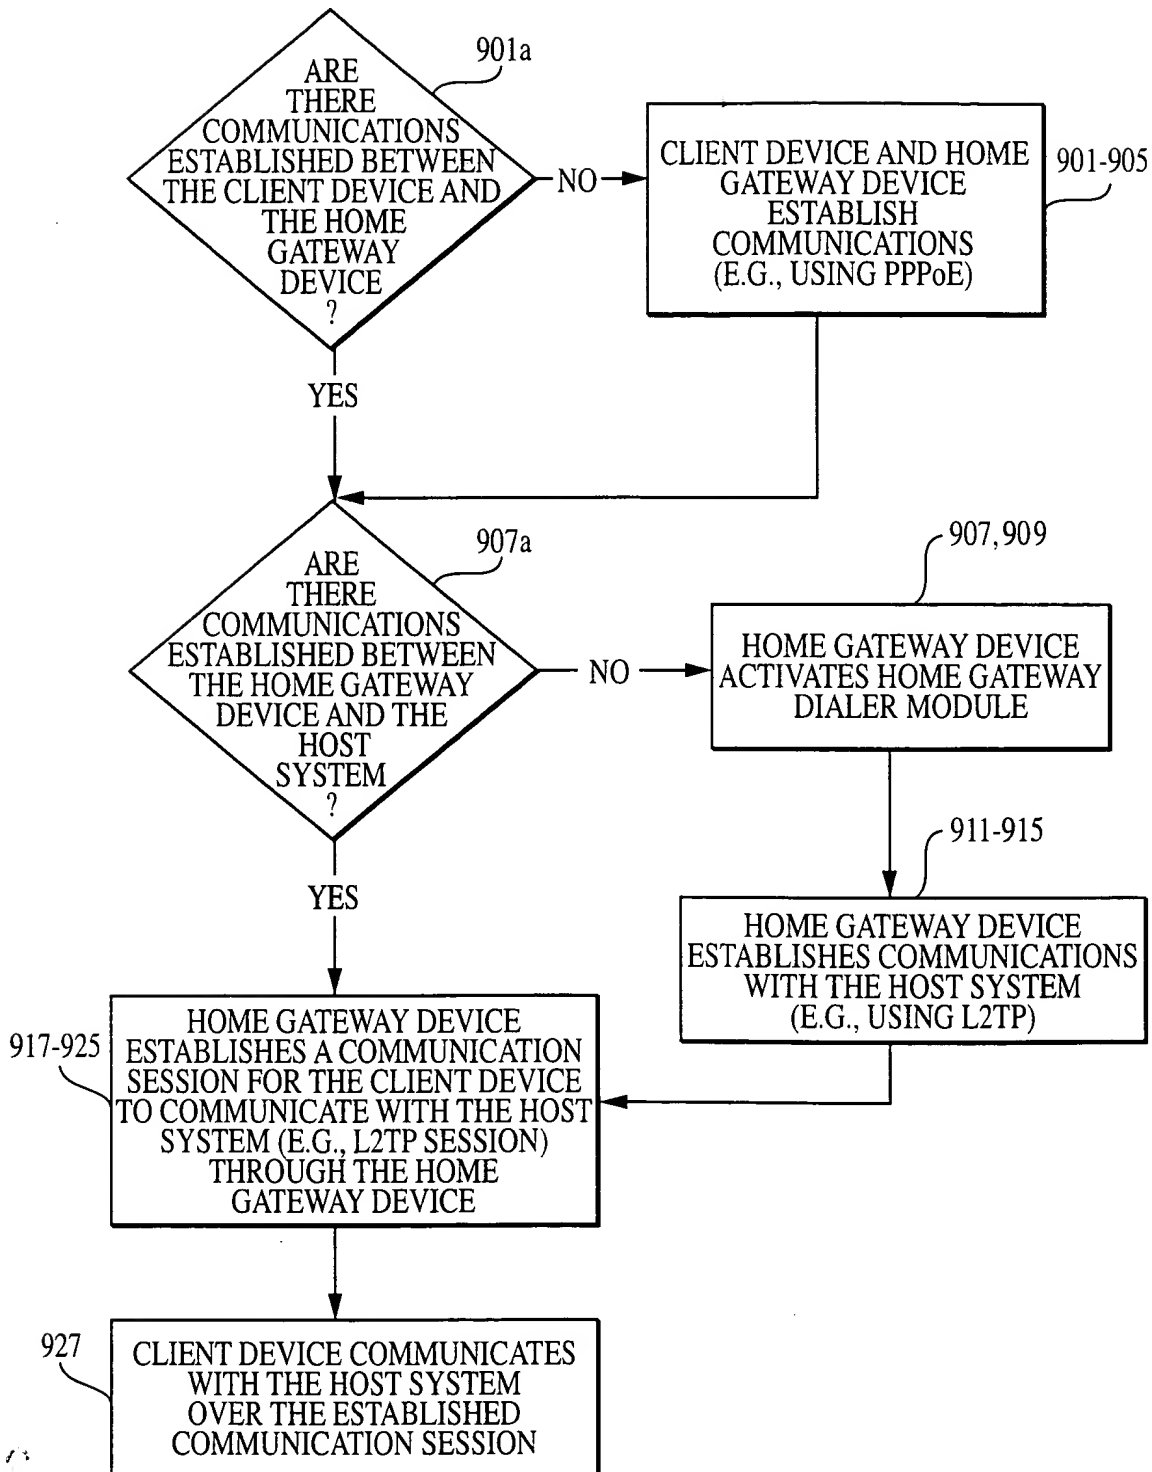 901a
ARE
THERE
COMMUNICATIONS
ESTABLISHED BETWEEN
THE CLIENT DEVICE AND
THE HOME
GATEWAY
DEVICE
?
NO
CLIENT DEVICE AND HOME
GATEWAY DEVICE
ESTABLISH
COMMUNICATIONS
(E.G., USING PPPoE)
901-905
YES
907a
ARE
THERE
COMMUNICATIONS
ESTABLISHED BETWEEN
THE HOME GATEWAY
DEVICE AND THE
HOST
SYSTEM
?
NO
907, 909
HOME GATEWAY DEVICE
ACTIVATES HOME GATEWAY
DIALER MODULE
YES
911-915
HOME GATEWAY DEVICE
ESTABLISHES COMMUNICATIONS
WITH THE HOST SYSTEM
(E.G., USING L2TP)
917-925
HOME GATEWAY DEVICE
ESTABLISHES A COMMUNICATION
SESSION FOR THE CLIENT DEVICE
TO COMMUNICATE WITH THE HOST
SYSTEM (E.G., L2TP SESSION)
THROUGH THE HOME
GATEWAY DEVICE
927
CLIENT DEVICE COMMUNICATES
WITH THE HOST SYSTEM
OVER THE ESTABLISHED
COMMUNICATION SESSION